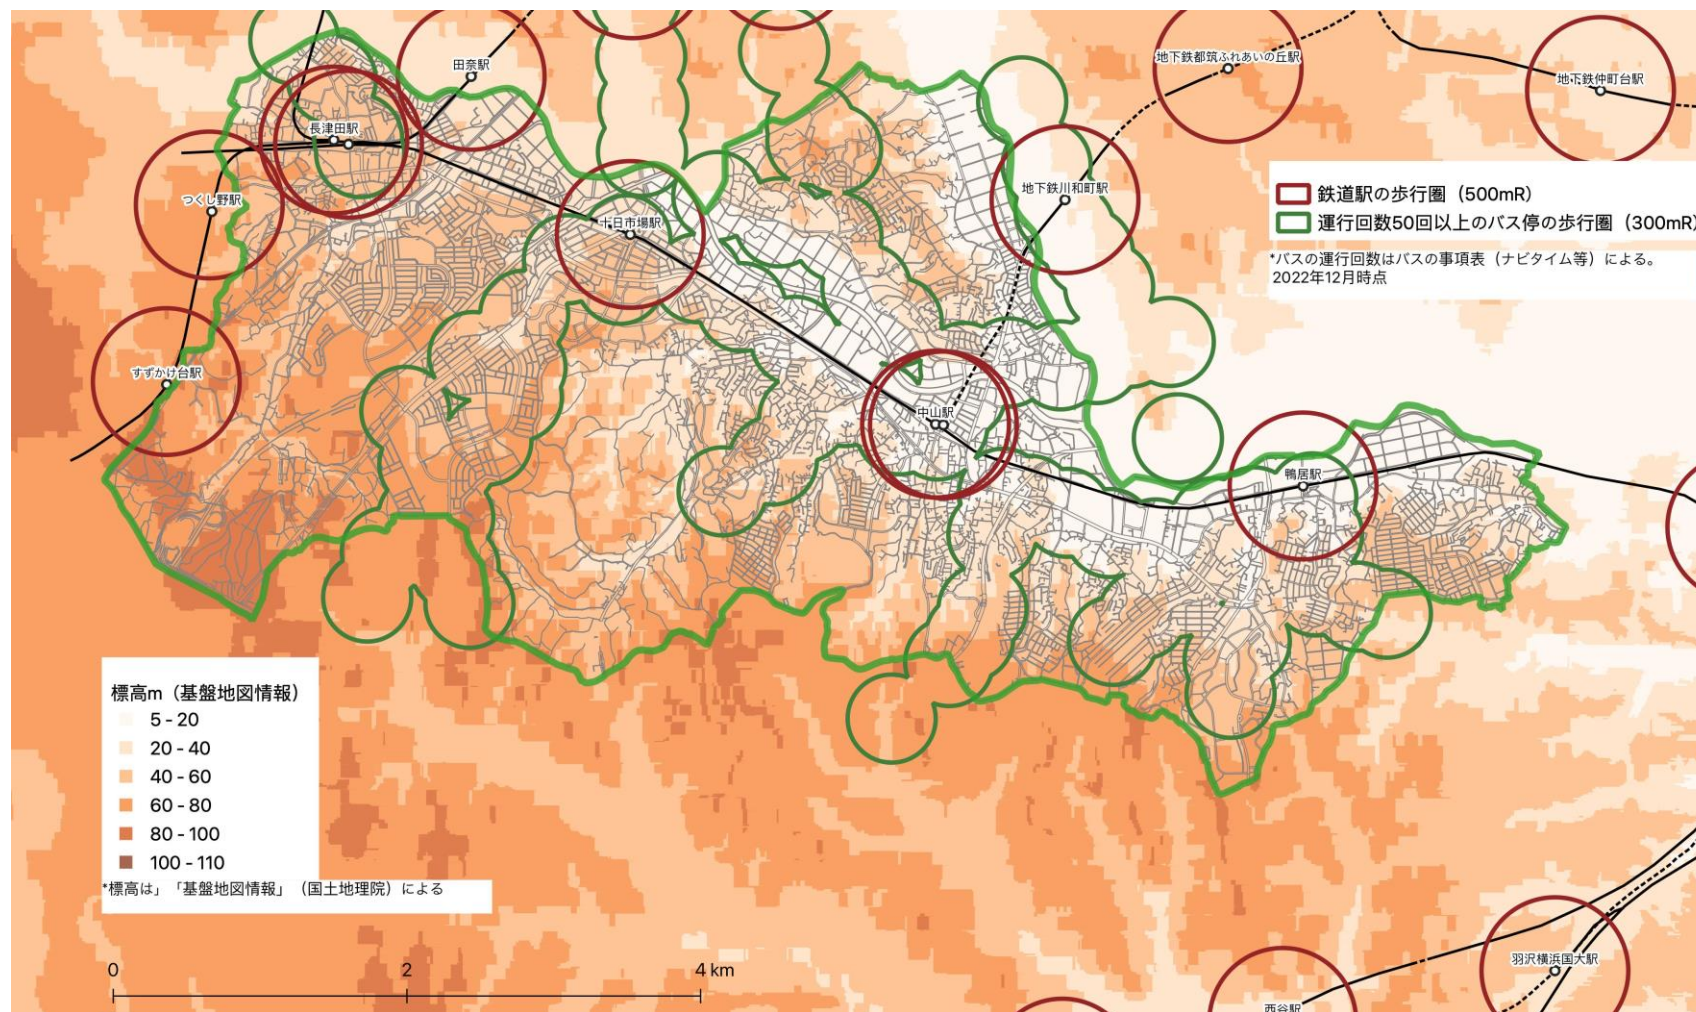 田奈駅
地下鉄都筑ふれあいの丘駅
地下鉄仲町台駅
長津田駅
つくし野駅
地下鉄川和町駅
十日市場駅
すずかけ台駅
中山駅
鴨居駅
鉄道駅の歩行圏（500mR）
運行回数50回以上のバス停の歩行圏（300mR）
*バスの運行回数はバスの事項表（ナビタイム等）による。
2022年12月時点
標高m（基盤地図情報）
5 - 20
20 - 40
40 - 60
60 - 80
80 - 100
100 - 110
*標高は」「基盤地図情報」（国土地理院）による
0 2 4 km
羽沢横浜国大駅
西谷駅